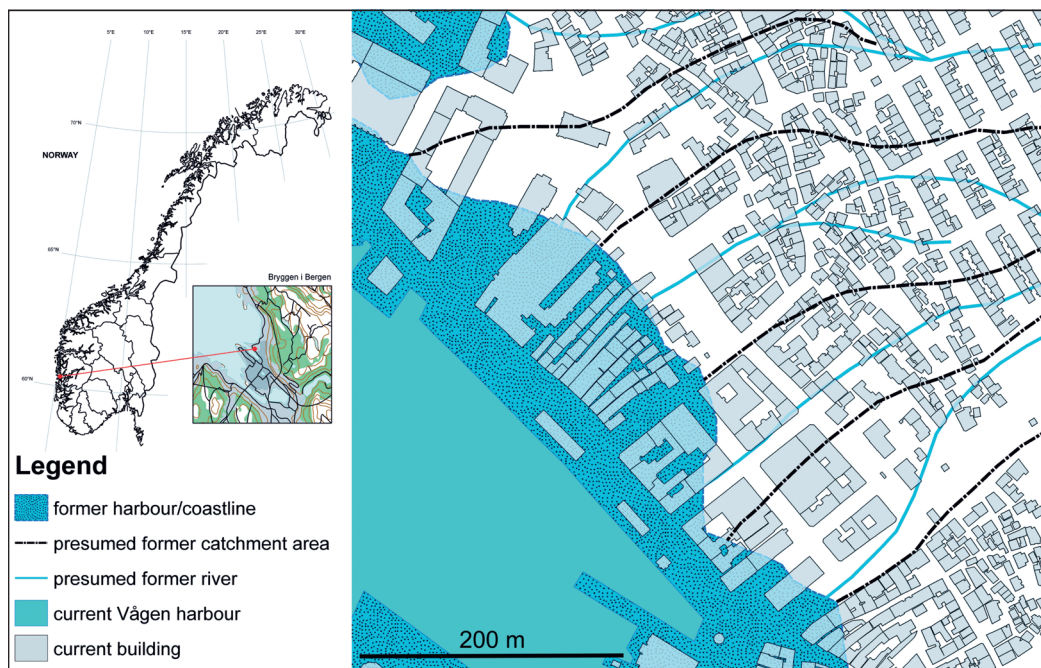 5°E 10°E 15°E 20°E 25°E 30°E
70°N
NORWAY
65°N
Bryggen i Bergen
60°N
Legend
former harbour/coastline
presumed former catchment area
presumed former river
current Vågen harbour
current building
200 m